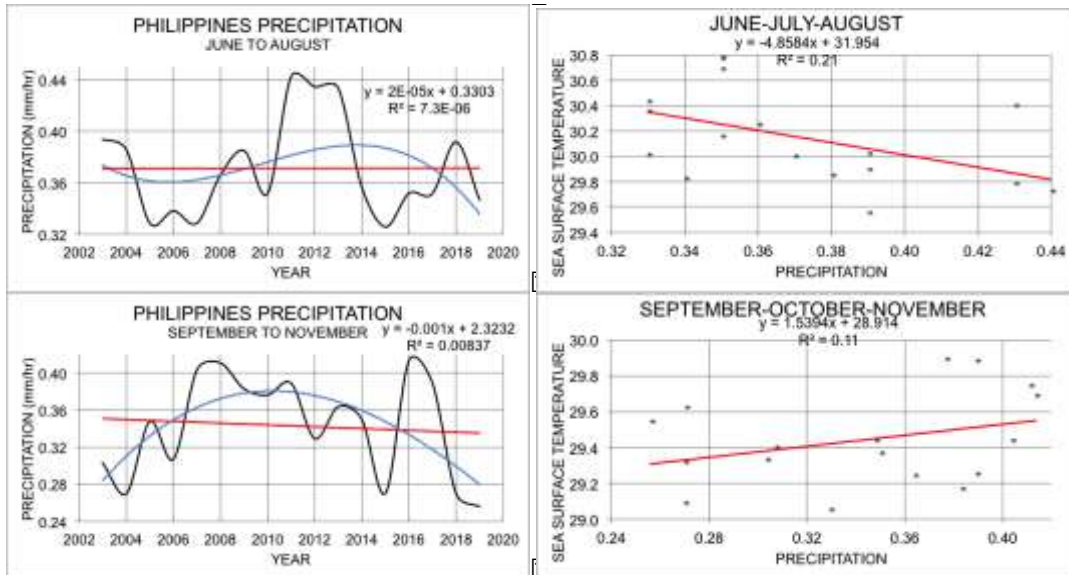 PHILIPPINES PRECIPITATION
JUNE TO AUGUST
y = 2E-05x + 0.3303
R² = 7.3E-06
PRECIPITATION (mm/hr)
0.44
0.40
0.36
0.32
2002 2004 2006 2008 2010 2012 2014 2016 2018 2020
YEAR
JUNE-JULY-AUGUST
y = -4.8584x + 31.954
R² = 0.21
SEA SURFACE TEMPERATURE
30.8
30.6
30.4
30.2
30.0
29.8
29.6
29.4
0.32 0.34 0.36 0.38 0.40 0.42 0.44
PRECIPITATION
PHILIPPINES PRECIPITATION
SEPTEMBER TO NOVEMBER
y = -0.001x + 2.3232
R² = 0.00837
PRECIPITATION (mm/hr)
0.40
0.36
0.32
0.28
0.24
2002 2004 2006 2008 2010 2012 2014 2016 2018 2020
YEAR
SEPTEMBER-OCTOBER-NOVEMBER
y = 1.5394x + 28.914
R² = 0.11
SEA SURFACE TEMPERATURE
30.0
29.8
29.6
29.4
29.2
29.0
0.24 0.28 0.32 0.36 0.40
PRECIPITATION